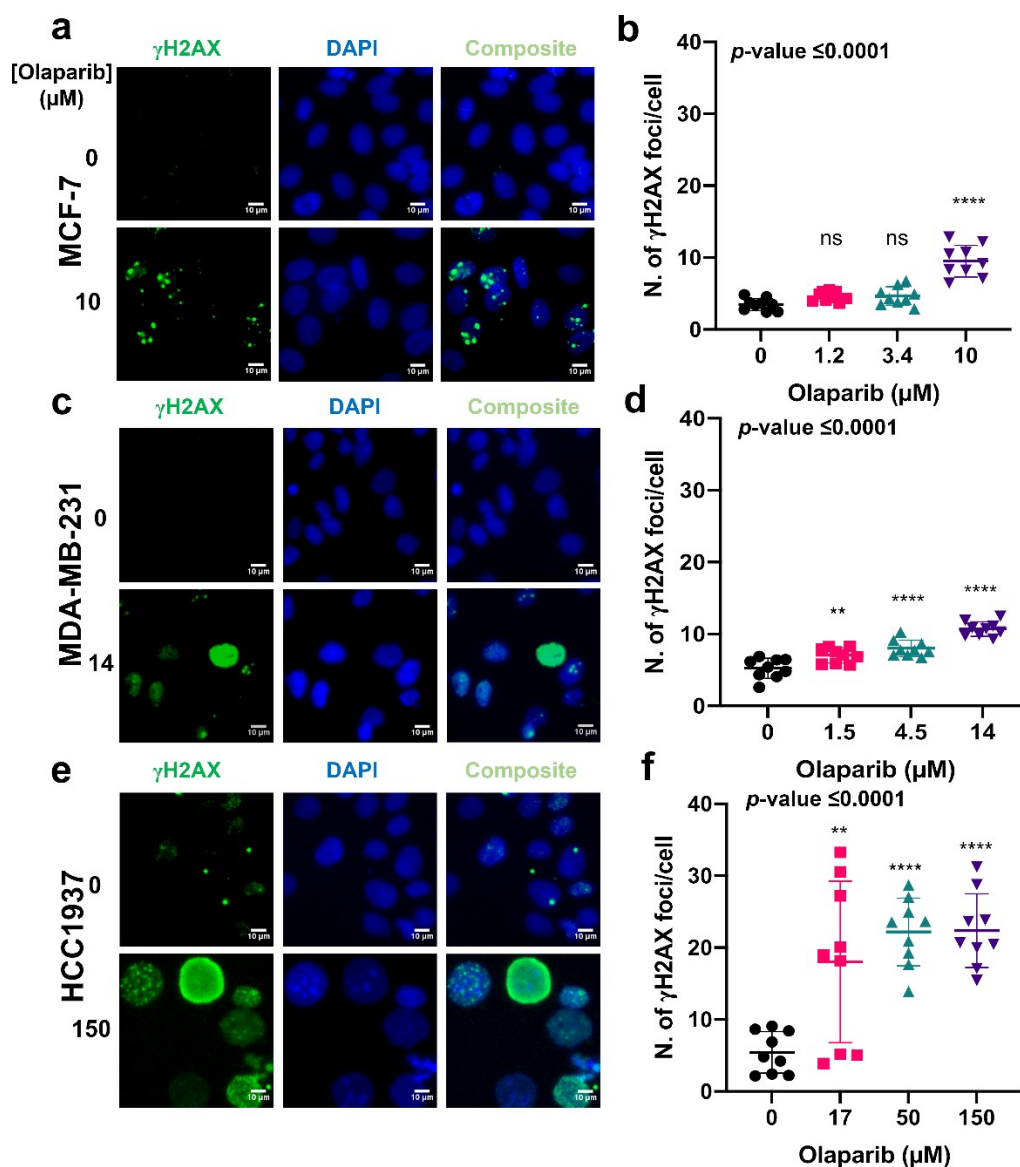 a
γH2AX DAPI Composite
[Olaparib]
(µM)
MCF-7
0
10 µm 10 µm 10 µm
10
10 µm 10 µm 10 µm
b
p-value ≤0.0001
N. of γH2AX foci/cell
40
30
20
10
0
ns ns ****
0 1.2 3.4 10
Olaparib (µM)
c
γH2AX DAPI Composite
MDA-MB-231
0
10 µm 10 µm 10 µm
14
10 µm 10 µm 10 µm
d
p-value ≤0.0001
N. of γH2AX foci/cell
40
30
20
10
0
** **** ****
0 1.5 4.5 14
Olaparib (µM)
e
γH2AX DAPI Composite
HCC1937
0
10 µm 10 µm 10 µm
150
10 µm 10 µm 10 µm
f
p-value ≤0.0001
N. of γH2AX foci/cell
40
30
20
10
0
** **** ****
0 17 50 150
Olaparib (µM)